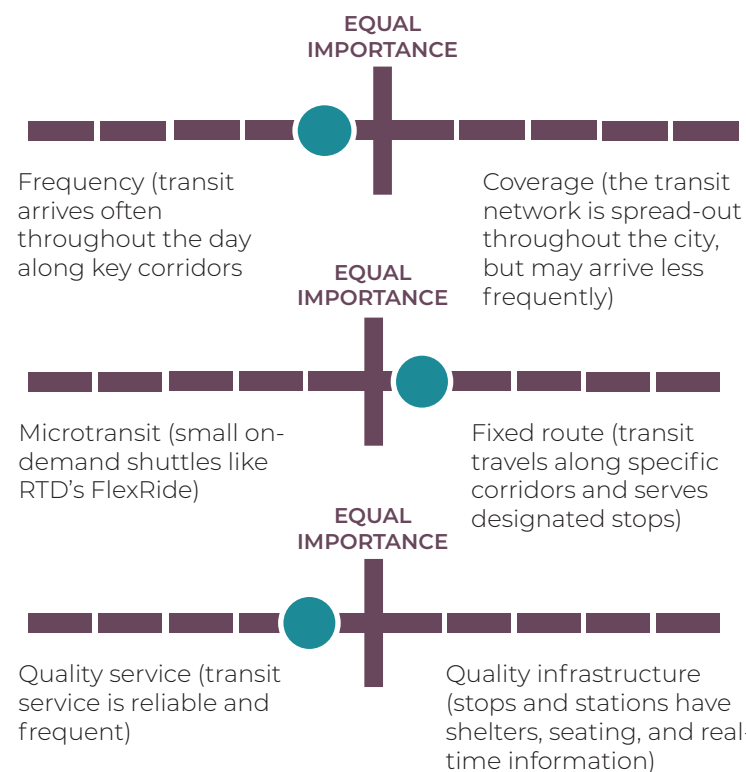 EQUAL
IMPORTANCE
Frequency (transit
arrives often
throughout the day
along key corridors
Coverage (the transit
network is spread-out
throughout the city,
but may arrive less
frequently)
EQUAL
IMPORTANCE
Microtransit (small on-
demand shuttles like
RTD's FlexRide)
Fixed route (transit
travels along specific
corridors and serves
designated stops)
EQUAL
IMPORTANCE
Quality service (transit
service is reliable and
frequent)
Quality infrastructure
(stops and stations have
shelters, seating, and real-
time information)